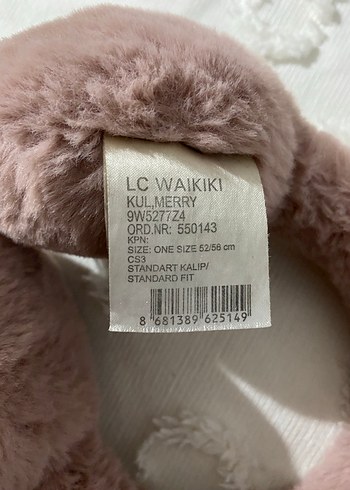 LC WAIKIKI
KUL,MERRY
9W5277Z4
ORD.NR: 550143
KPN:
SIZE: ONE SIZE 52/56 cm
CS3
STANDART KALIP/
STANDARD FIT
8 681389 625149